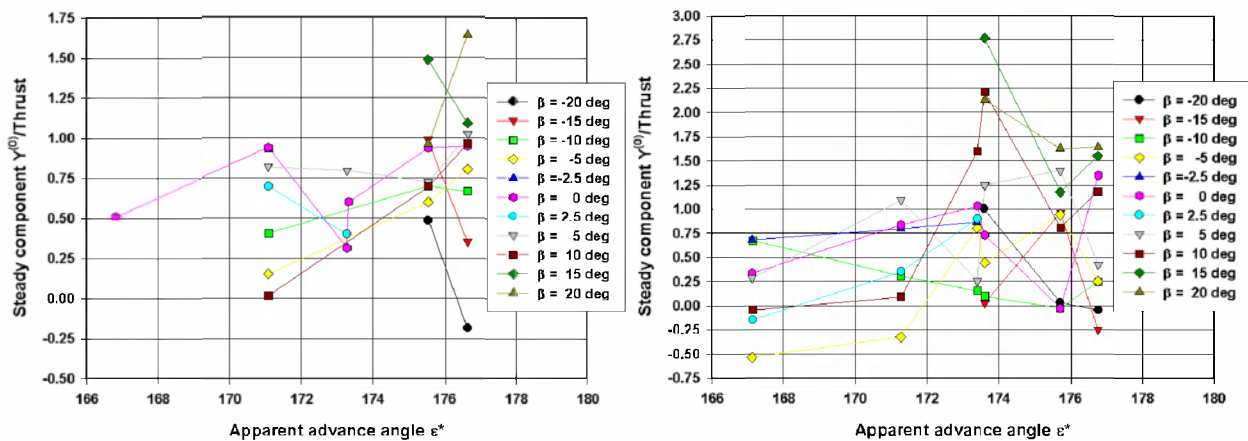 1.75
1.50
1.25
1.00
0.75
0.50
0.25
0.00
-0.25
-0.50
166 168 170 172 174 176 178 180
Steady component Y(0)/Thrust
Apparent advance angle ε*
β = -20 deg
β = -15 deg
β = -10 deg
β = -5 deg
β = -2.5 deg
β = 0 deg
β = 2.5 deg
β = 5 deg
β = 10 deg
β = 15 deg
β = 20 deg
3.00
2.75
2.50
2.25
2.00
1.75
1.50
1.25
1.00
0.75
0.50
0.25
0.00
-0.25
-0.50
-0.75
166 168 170 172 174 176 178 180
Steady component Y(0)/Thrust
Apparent advance angle ε*
β = -20 deg
β = -15 deg
β = -10 deg
β = -5 deg
β = -2.5 deg
β = 0 deg
β = 2.5 deg
β = 5 deg
β = 10 deg
β = 15 deg
β = 20 deg